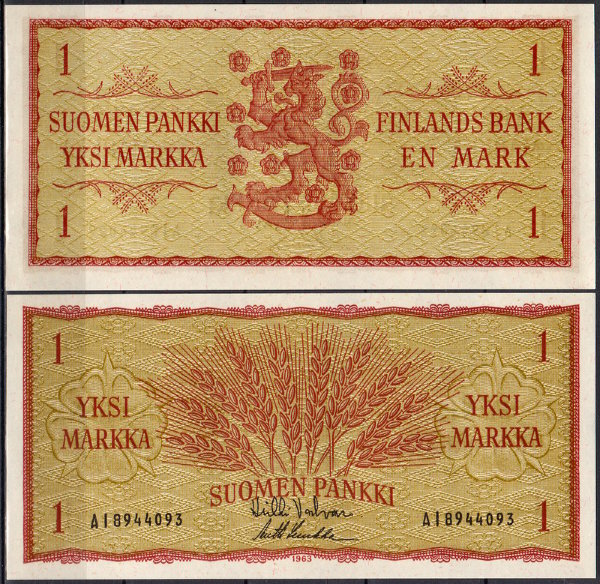 1 1
SUOMEN PANKKI FINLANDS BANK
YKSI MARKKA EN MARK
1 1
1 1
YKSI YKSI
MARKKA MARKKA
SUOMEN PANKKI
1 1
A18944093 A18944093
1963